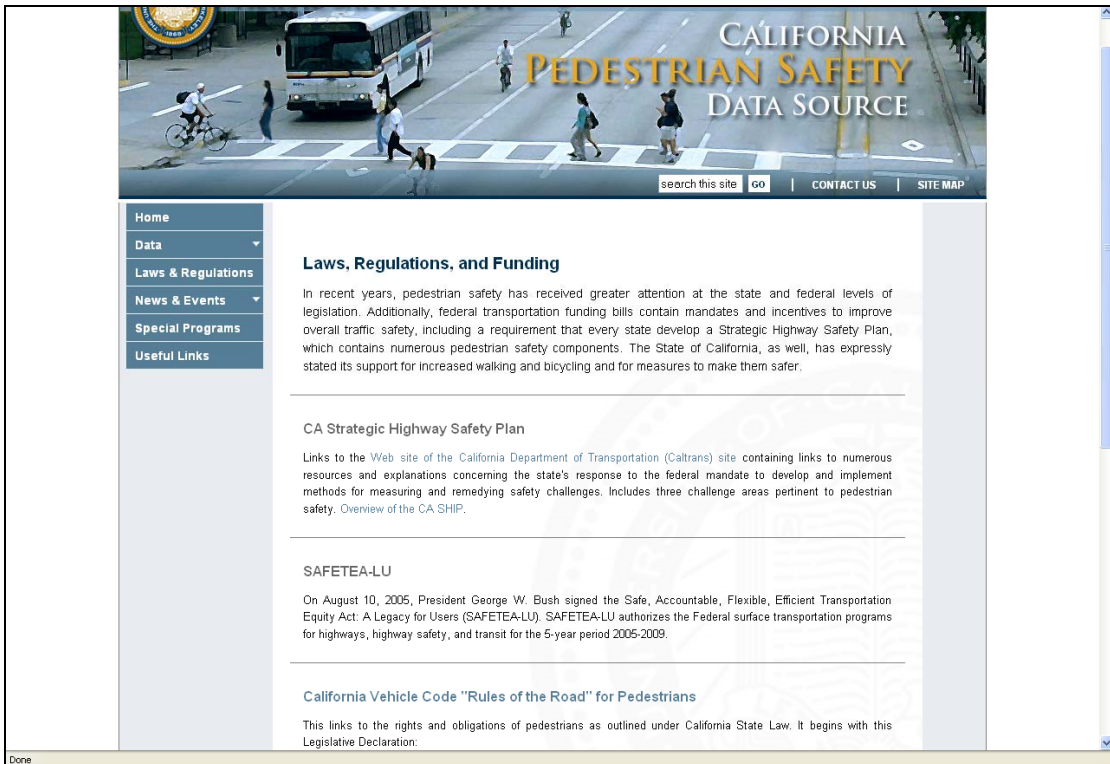 CALIFORNIA
PEDESTRIAN SAFETY
DATA SOURCE
search this site GO | CONTACT US | SITE MAP
Home
Data
Laws & Regulations
News & Events
Special Programs
Useful Links
Laws, Regulations, and Funding
In recent years, pedestrian safety has received greater attention at the state and federal levels of
legislation. Additionally, federal transportation funding bills contain mandates and incentives to improve
overall traffic safety, including a requirement that every state develop a Strategic Highway Safety Plan,
which contains numerous pedestrian safety components. The State of California, as well, has expressly
stated its support for increased walking and bicycling and for measures to make them safer.
CA Strategic Highway Safety Plan
Links to the Web site of the California Department of Transportation (Caltrans) site containing links to numerous
resources and explanations concerning the state's response to the federal mandate to develop and implement
methods for measuring and remedying safety challenges. Includes three challenge areas pertinent to pedestrian
safety. Overview of the CA SHIP.
SAFETEA-LU
On August 10, 2005, President George W. Bush signed the Safe, Accountable, Flexible, Efficient Transportation
Equity Act: A Legacy for Users (SAFETEA-LU). SAFETEA-LU authorizes the Federal surface transportation programs
for highways, highway safety, and transit for the 5-year period 2005-2009.
California Vehicle Code "Rules of the Road" for Pedestrians
This links to the rights and obligations of pedestrians as outlined under California State Law. It begins with this
Legislative Declaration:
Done